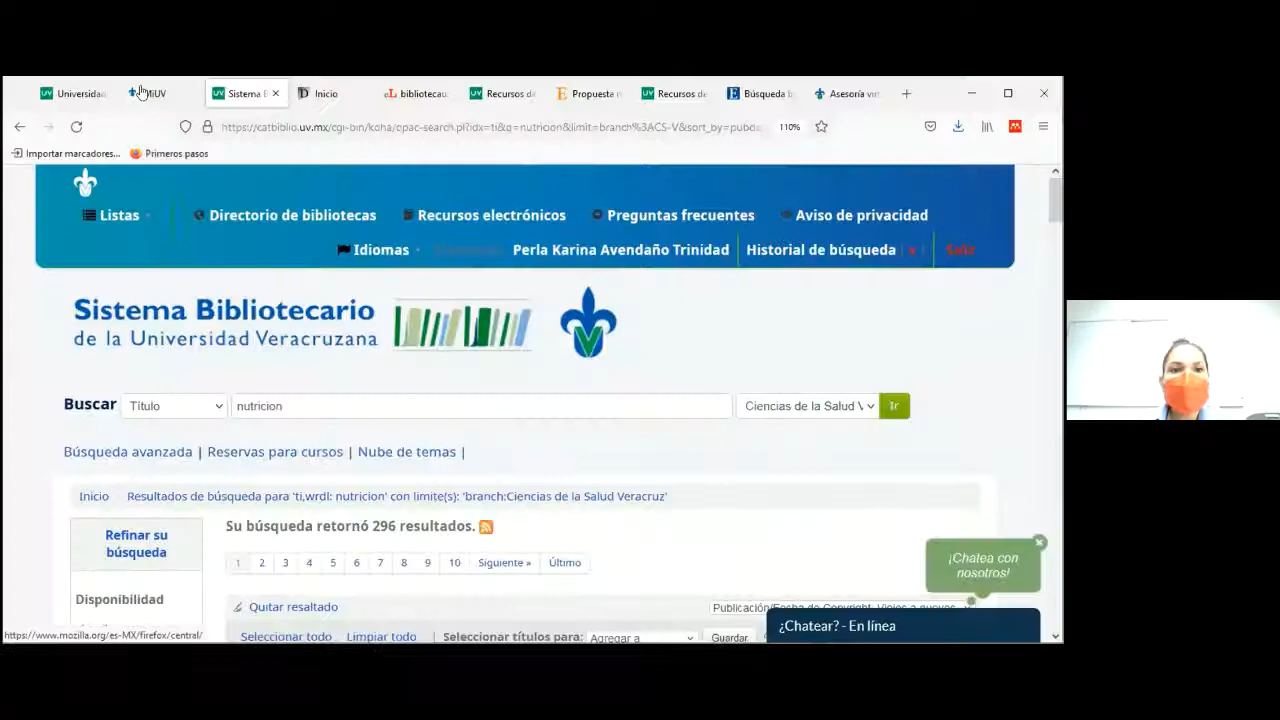 Universidad
MiUV
Sistema B
Inicio
bibliotecau
Recursos de
Propuesta n
Recursos de
Búsqueda b
Asesoría vir
https://catbiblio.uv.mx/cgi-bin/koha/opac-search.pl?idx=ti&q=nutricion&limit=branch%3ACS-V&sort_by=pubda
110%
Importar marcadores...
Primeros pasos
Listas
Directorio de bibliotecas
Recursos electrónicos
Preguntas frecuentes
Aviso de privacidad
Idiomas
Perla Karina Avendaño Trinidad
Historial de búsqueda
x
Salir
Sistema Bibliotecario
de la Universidad Veracruzana
Buscar
Título
nutricion
Ciencias de la Salud V
Ir
Búsqueda avanzada | Reservas para cursos | Nube de temas |
Inicio
Resultados de búsqueda para 'ti,wrdl: nutricion' con limite(s): 'branch:Ciencias de la Salud Veracruz'
Refinar su
búsqueda
Su búsqueda retornó 296 resultados.
1 2 3 4 5 6 7 8 9 10 Siguiente » Último
¡Chatea con
nosotros!
Disponibilidad
Quitar resaltado
Publicación/Fecha de Copyright: Viejos a nuevos
Seleccionar todo Limpiar todo | Seleccionar títulos para: Agregar a Guardar
¿Chatear? - En línea
https://www.mozilla.org/es-MX/firefox/central/